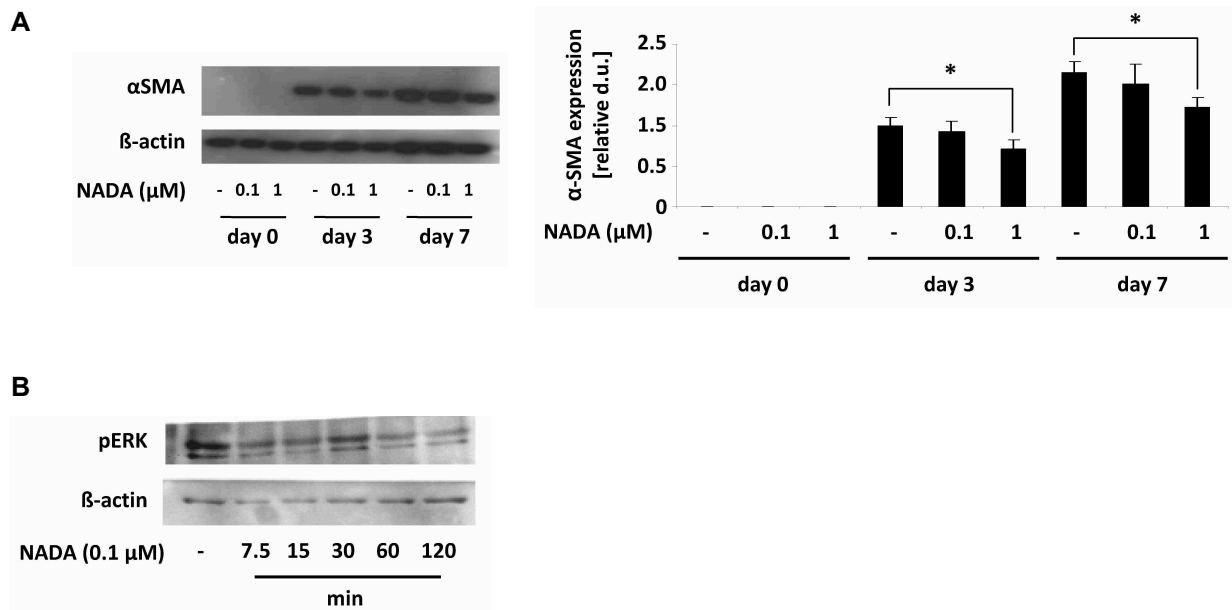 A
αSMA
ß-actin
NADA (µM) - 0.1 1 - 0.1 1 - 0.1 1
day 0 day 3 day 7
α-SMA expression
[relative d.u.]
2.5
2.0
1.5
0.5
0
* *
NADA (µM) - 0.1 1 - 0.1 1 - 0.1 1
day 0 day 3 day 7
B
pERK
ß-actin
NADA (0.1 µM) - 7.5 15 30 60 120
min